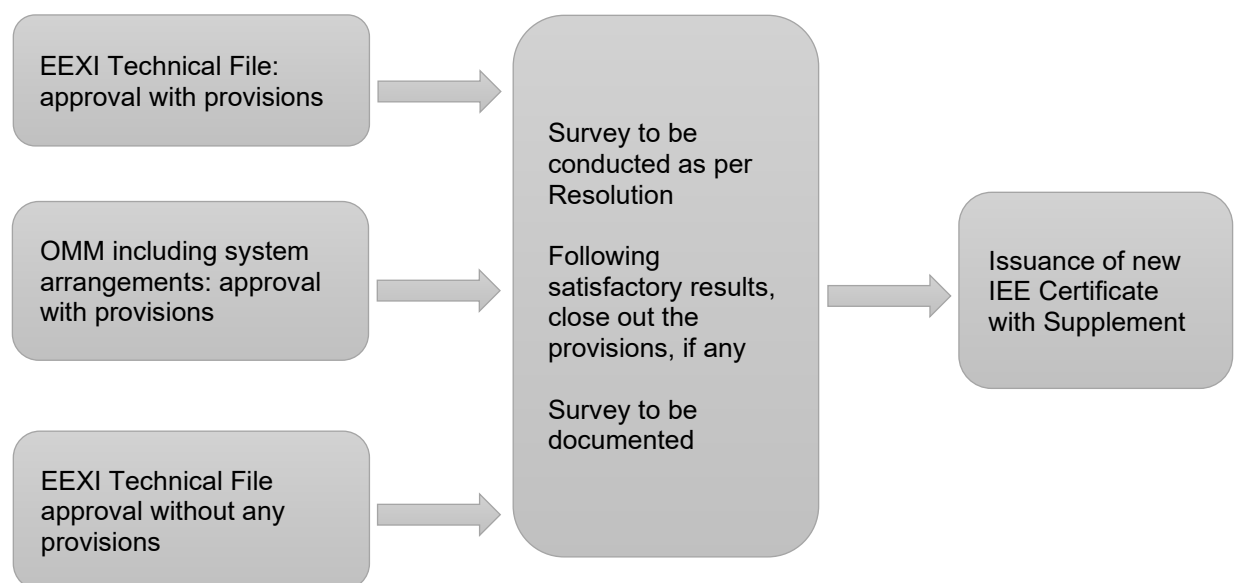 EEXI Technical File:
approval with provisions
OMM including system
arrangements: approval
with provisions
EEXI Technical File
approval without any
provisions
Survey to be
conducted as per
Resolution
Following
satisfactory results,
close out the
provisions, if any
Survey to be
documented
Issuance of new
IEE Certificate
with Supplement